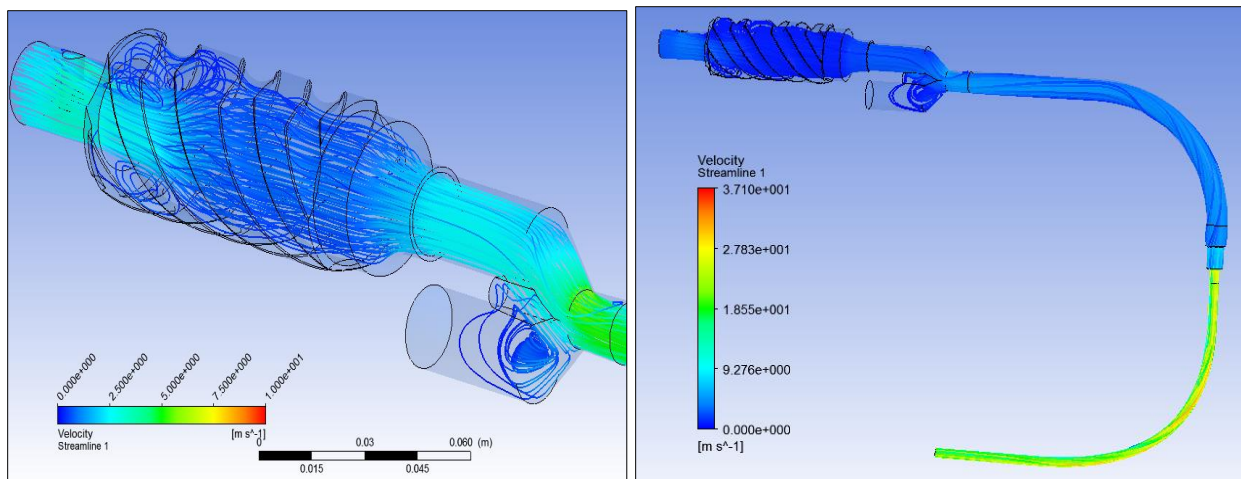 0.000e+000
2.500e+000
5.000e+000
7.500e+000
1.000e+001
Velocity
Streamline 1
[m s^-1]
0 0.03 0.060 (m)
0.015 0.045
Velocity
Streamline 1
3.710e+001
2.783e+001
1.855e+001
9.276e+000
0.000e+000
[m s^-1]